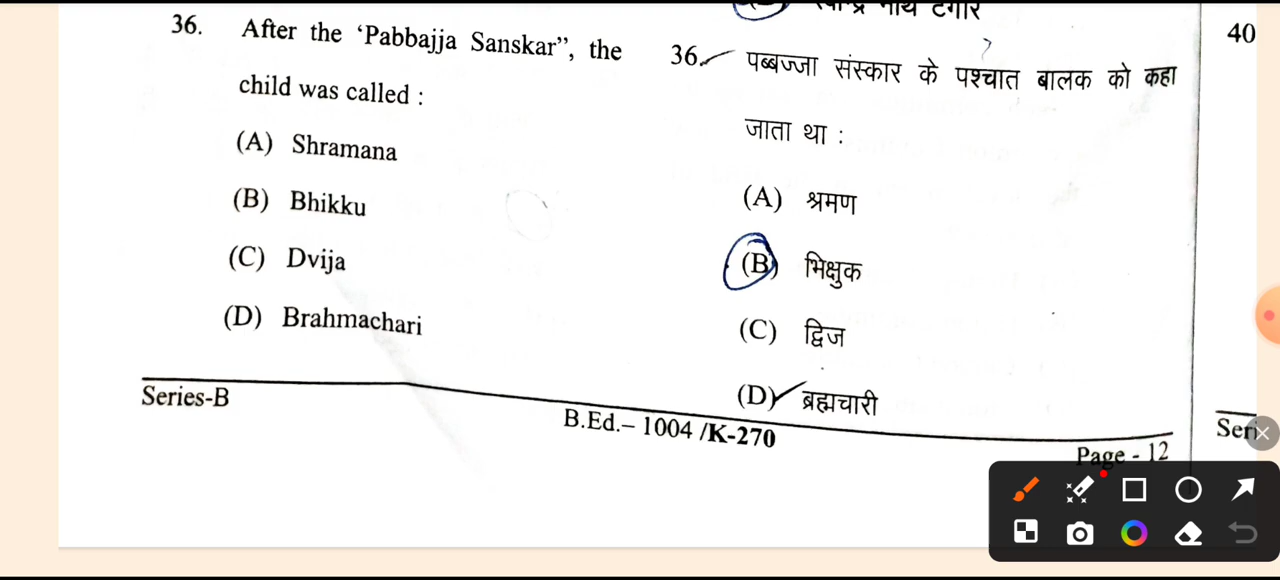 36. After the ‘Pabbajja Sanskar”, the
child was called :
(A) Shramana
(B) Bhikku
(C) Dvija
(D) Brahmachari
36. पब्बज्जा संस्कार के पश्चात बालक को कहा
जाता था :
(A) श्रमण
(B) भिक्षुक
(C) द्विज
(D) ब्रह्मचारी
40
Series-B
B.Ed.– 1004 /K-270
Page - 12